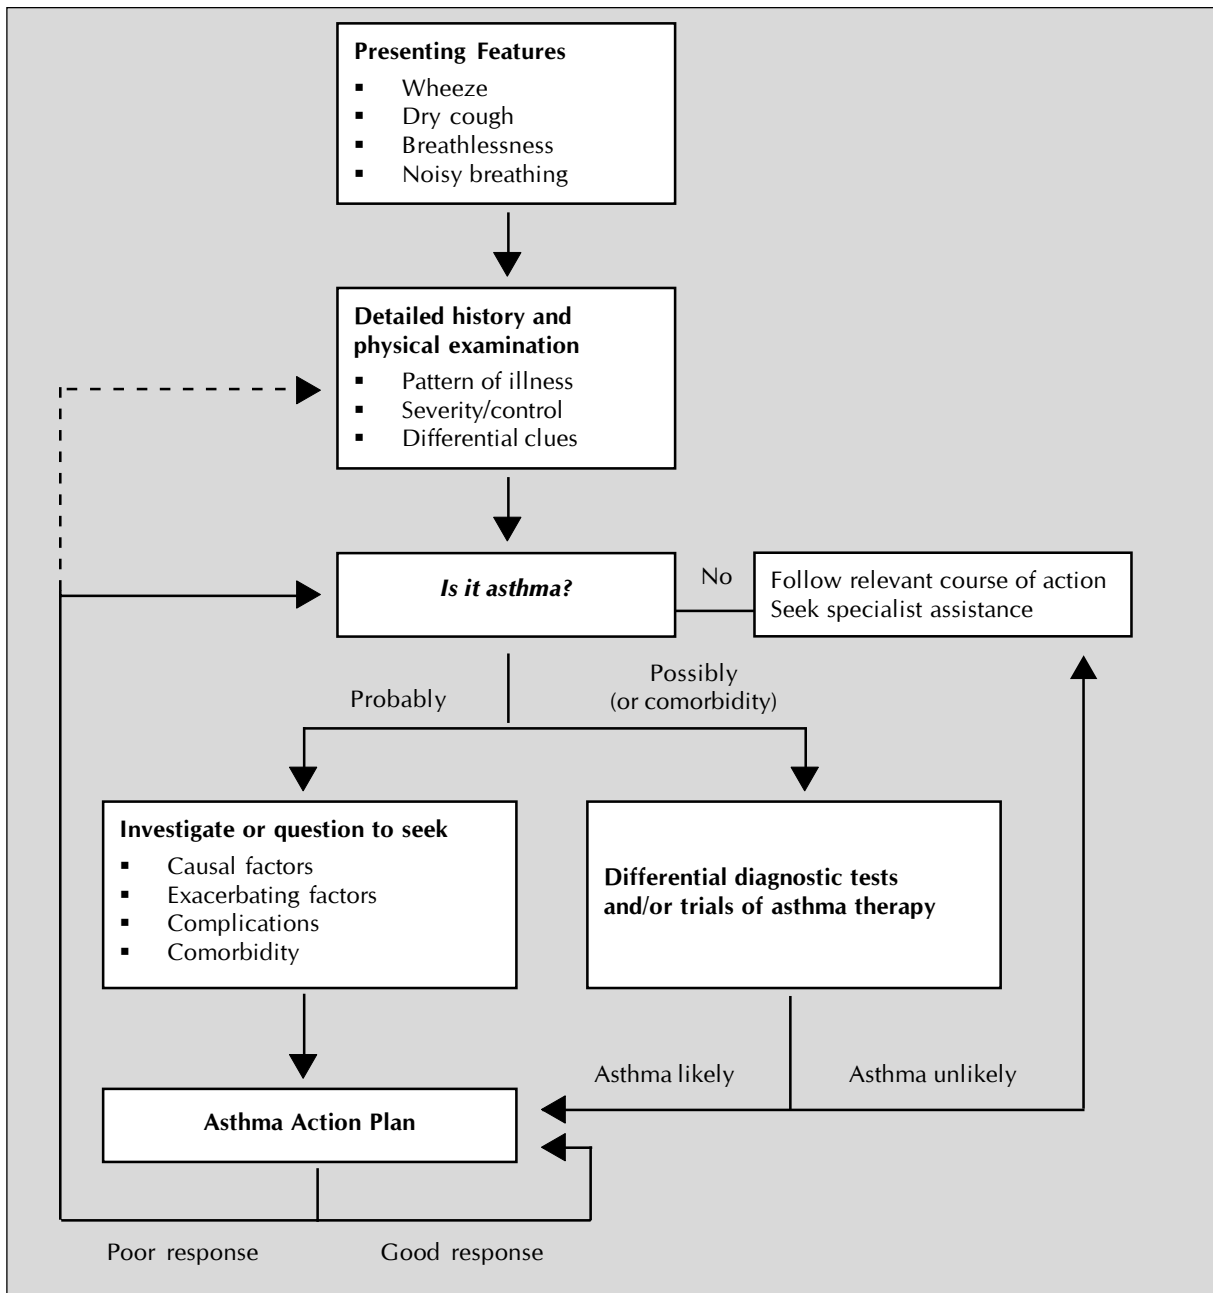 Presenting Features
▪ Wheeze
▪ Dry cough
▪ Breathlessness
▪ Noisy breathing
Detailed history and
physical examination
▪ Pattern of illness
▪ Severity/control
▪ Differential clues
Is it asthma?
No
Follow relevant course of action
Seek specialist assistance
Probably
Possibly
(or comorbidity)
Investigate or question to seek
▪ Causal factors
▪ Exacerbating factors
▪ Complications
▪ Comorbidity
Differential diagnostic tests
and/or trials of asthma therapy
Asthma likely
Asthma unlikely
Asthma Action Plan
Poor response
Good response